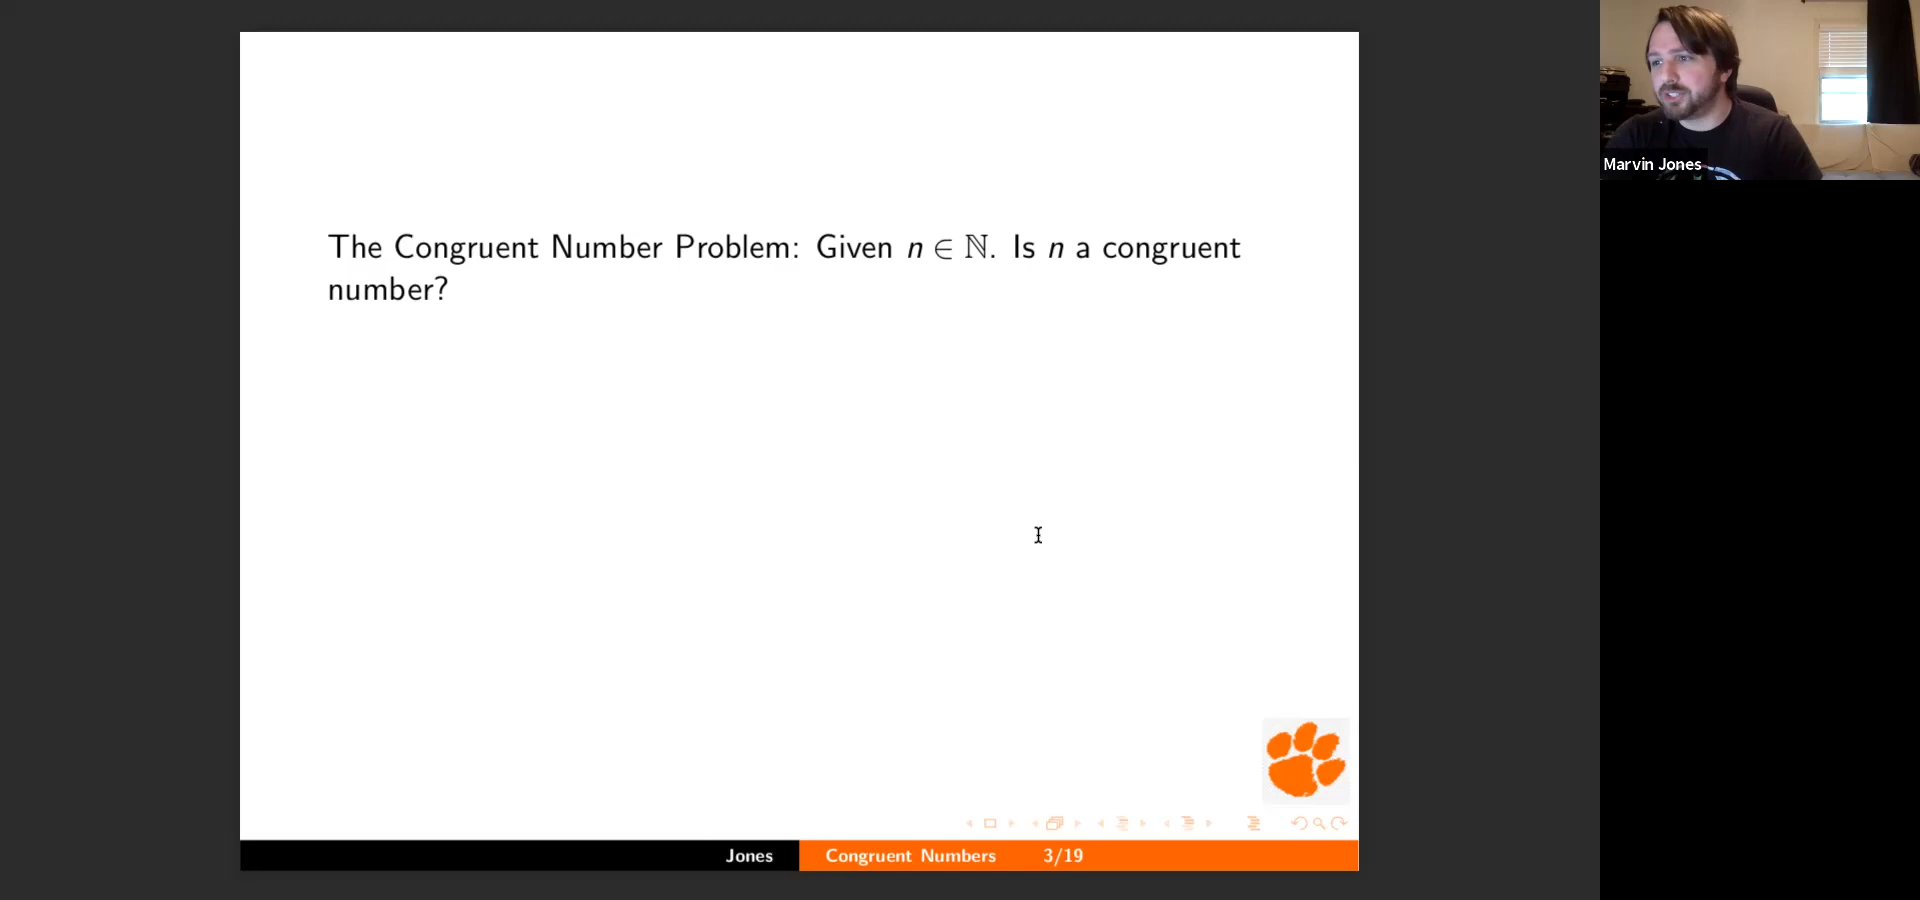 The Congruent Number Problem: Given n ∈ ℕ. Is n a congruent
number?
Jones
Congruent Numbers 3/19
Marvin Jones